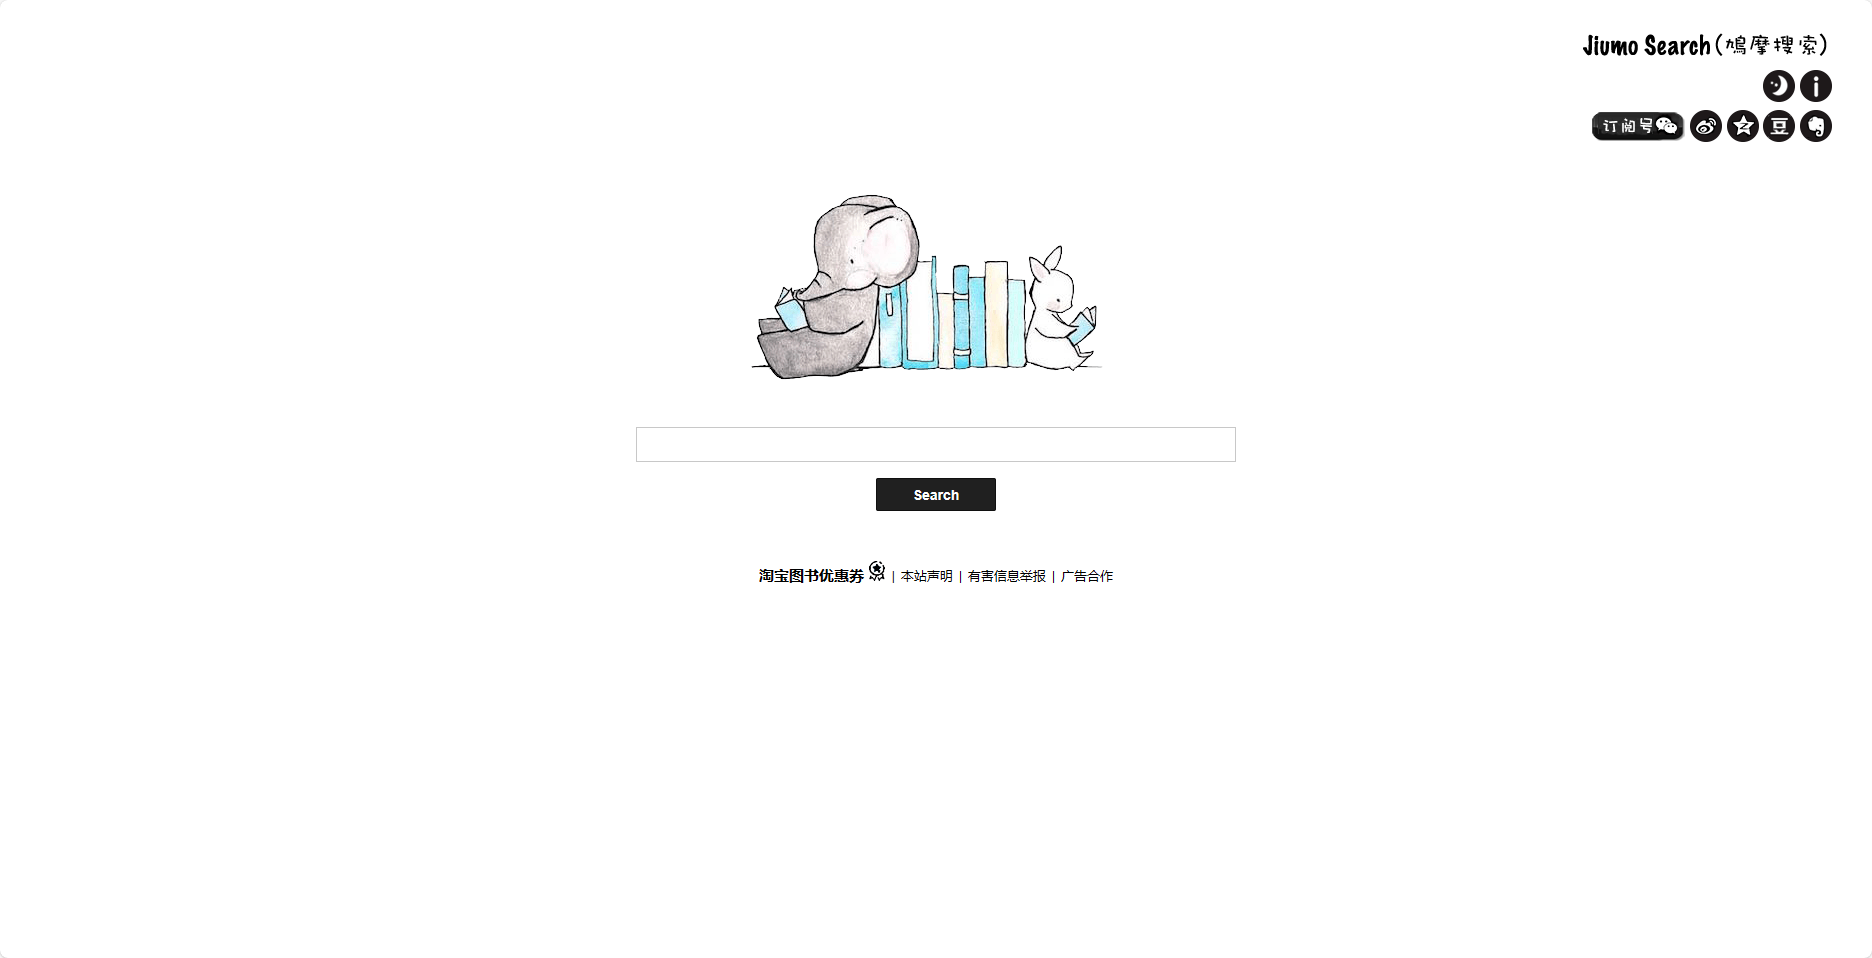 Jiumo Search(鳩摩搜索)
订阅号
豆
Search
淘宝图书优惠券 | 本站声明 | 有害信息举报 | 广告合作